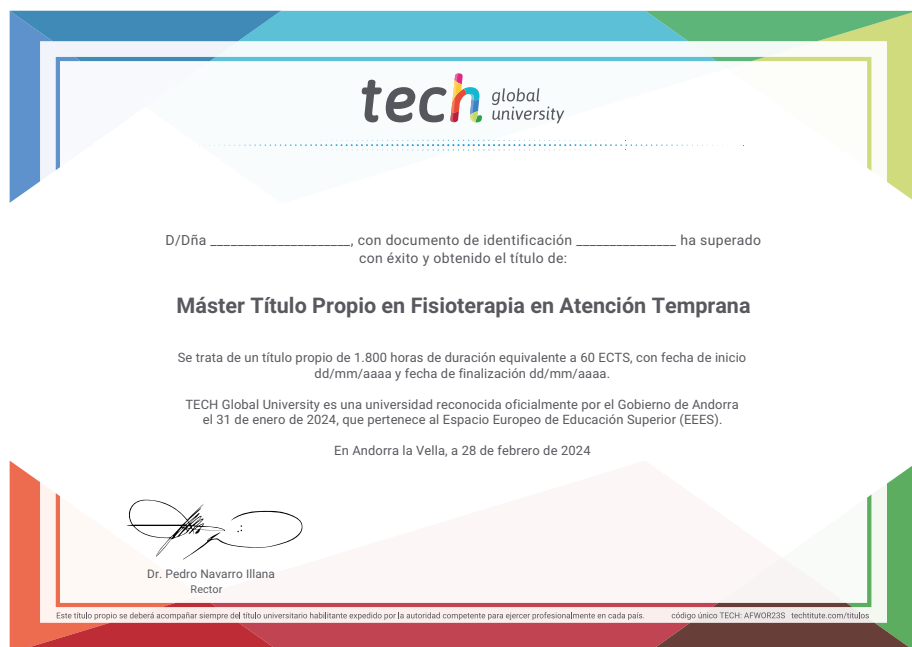 tech global university
D/Dña _____________________, con documento de identificación _______________ ha superado
con éxito y obtenido el título de:
Máster Título Propio en Fisioterapia en Atención Temprana
Se trata de un título propio de 1.800 horas de duración equivalente a 60 ECTS, con fecha de inicio
dd/mm/aaaa y fecha de finalización dd/mm/aaaa.
TECH Global University es una universidad reconocida oficialmente por el Gobierno de Andorra
el 31 de enero de 2024, que pertenece al Espacio Europeo de Educación Superior (EEES).
En Andorra la Vella, a 28 de febrero de 2024
Dr. Pedro Navarro Illana
Rector
Este título propio se deberá acompañar siempre del título universitario habilitante expedido por la autoridad competente para ejercer profesionalmente en cada país. código único TECH: AFWOR23S techtitute.com/titulos